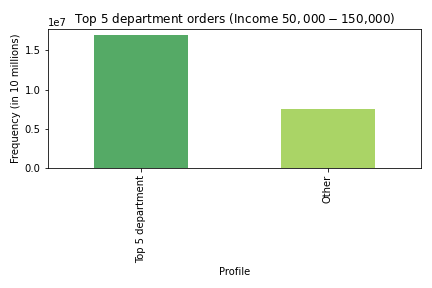 Top 5 department orders (Income 50,000 − 150,000)
1e7
Frequency (in 10 millions)
1.5
1.0
0.5
0.0
Top 5 department
Other
Profile